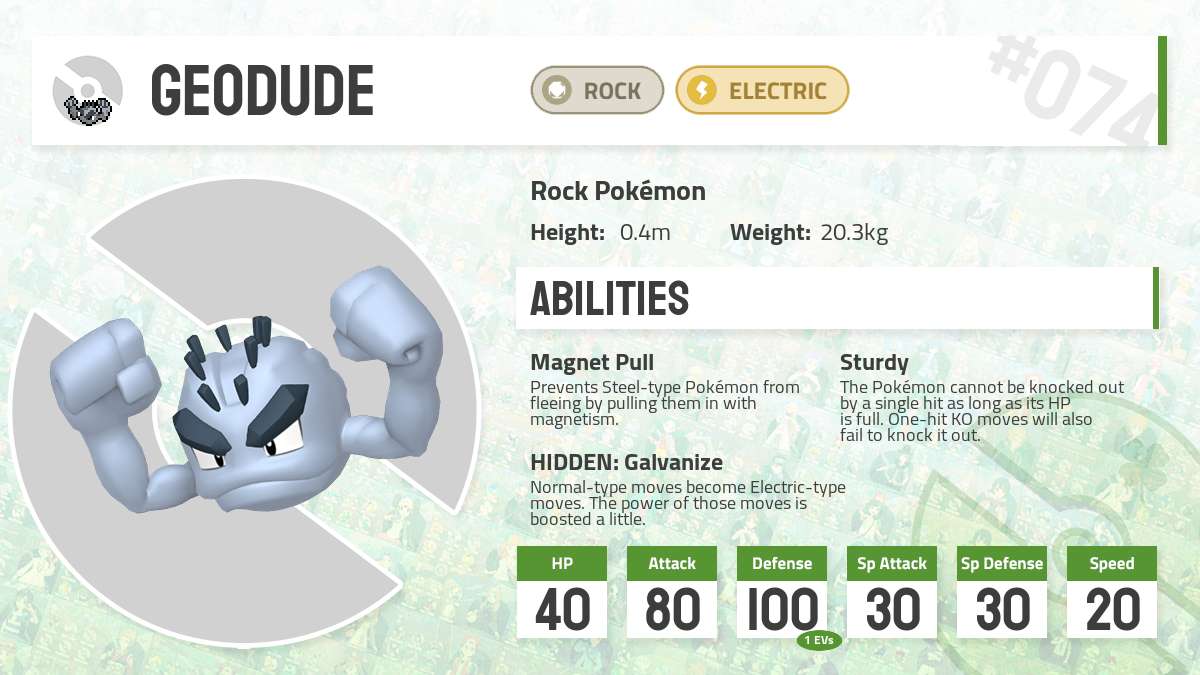 GEODUDE
ROCK
ELECTRIC
#074
Rock Pokémon
Height: 0.4m
Weight: 20.3kg
ABILITIES
Magnet Pull
Prevents Steel-type Pokémon from
fleeing by pulling them in with
magnetism.
Sturdy
The Pokémon cannot be knocked out
by a single hit as long as its HP
is full. One-hit KO moves will also
fail to knock it out.
HIDDEN: Galvanize
Normal-type moves become Electric-type
moves. The power of those moves is
boosted a little.
HP
40
Attack
80
Defense
100
1 EVs
Sp Attack
30
Sp Defense
30
Speed
20